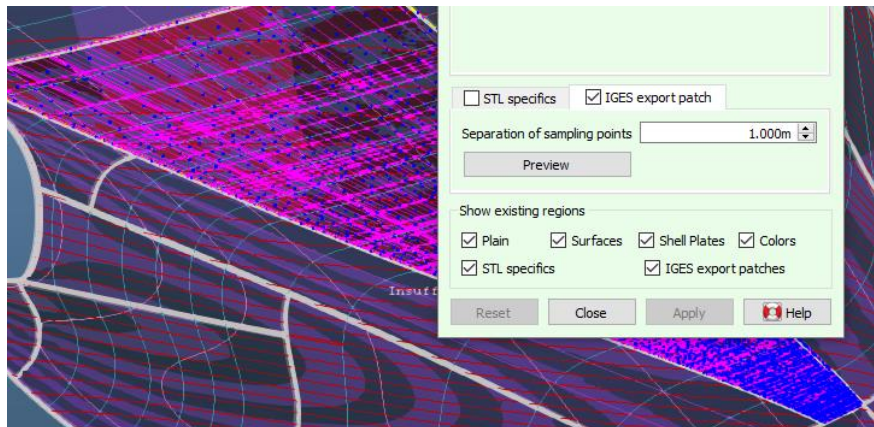 STL specifics
IGES export patch
Separation of sampling points
1.000m
Preview
Show existing regions
Plain
Surfaces
Shell Plates
Colors
STL specifics
IGES export patches
Insuff
Reset
Close
Apply
Help